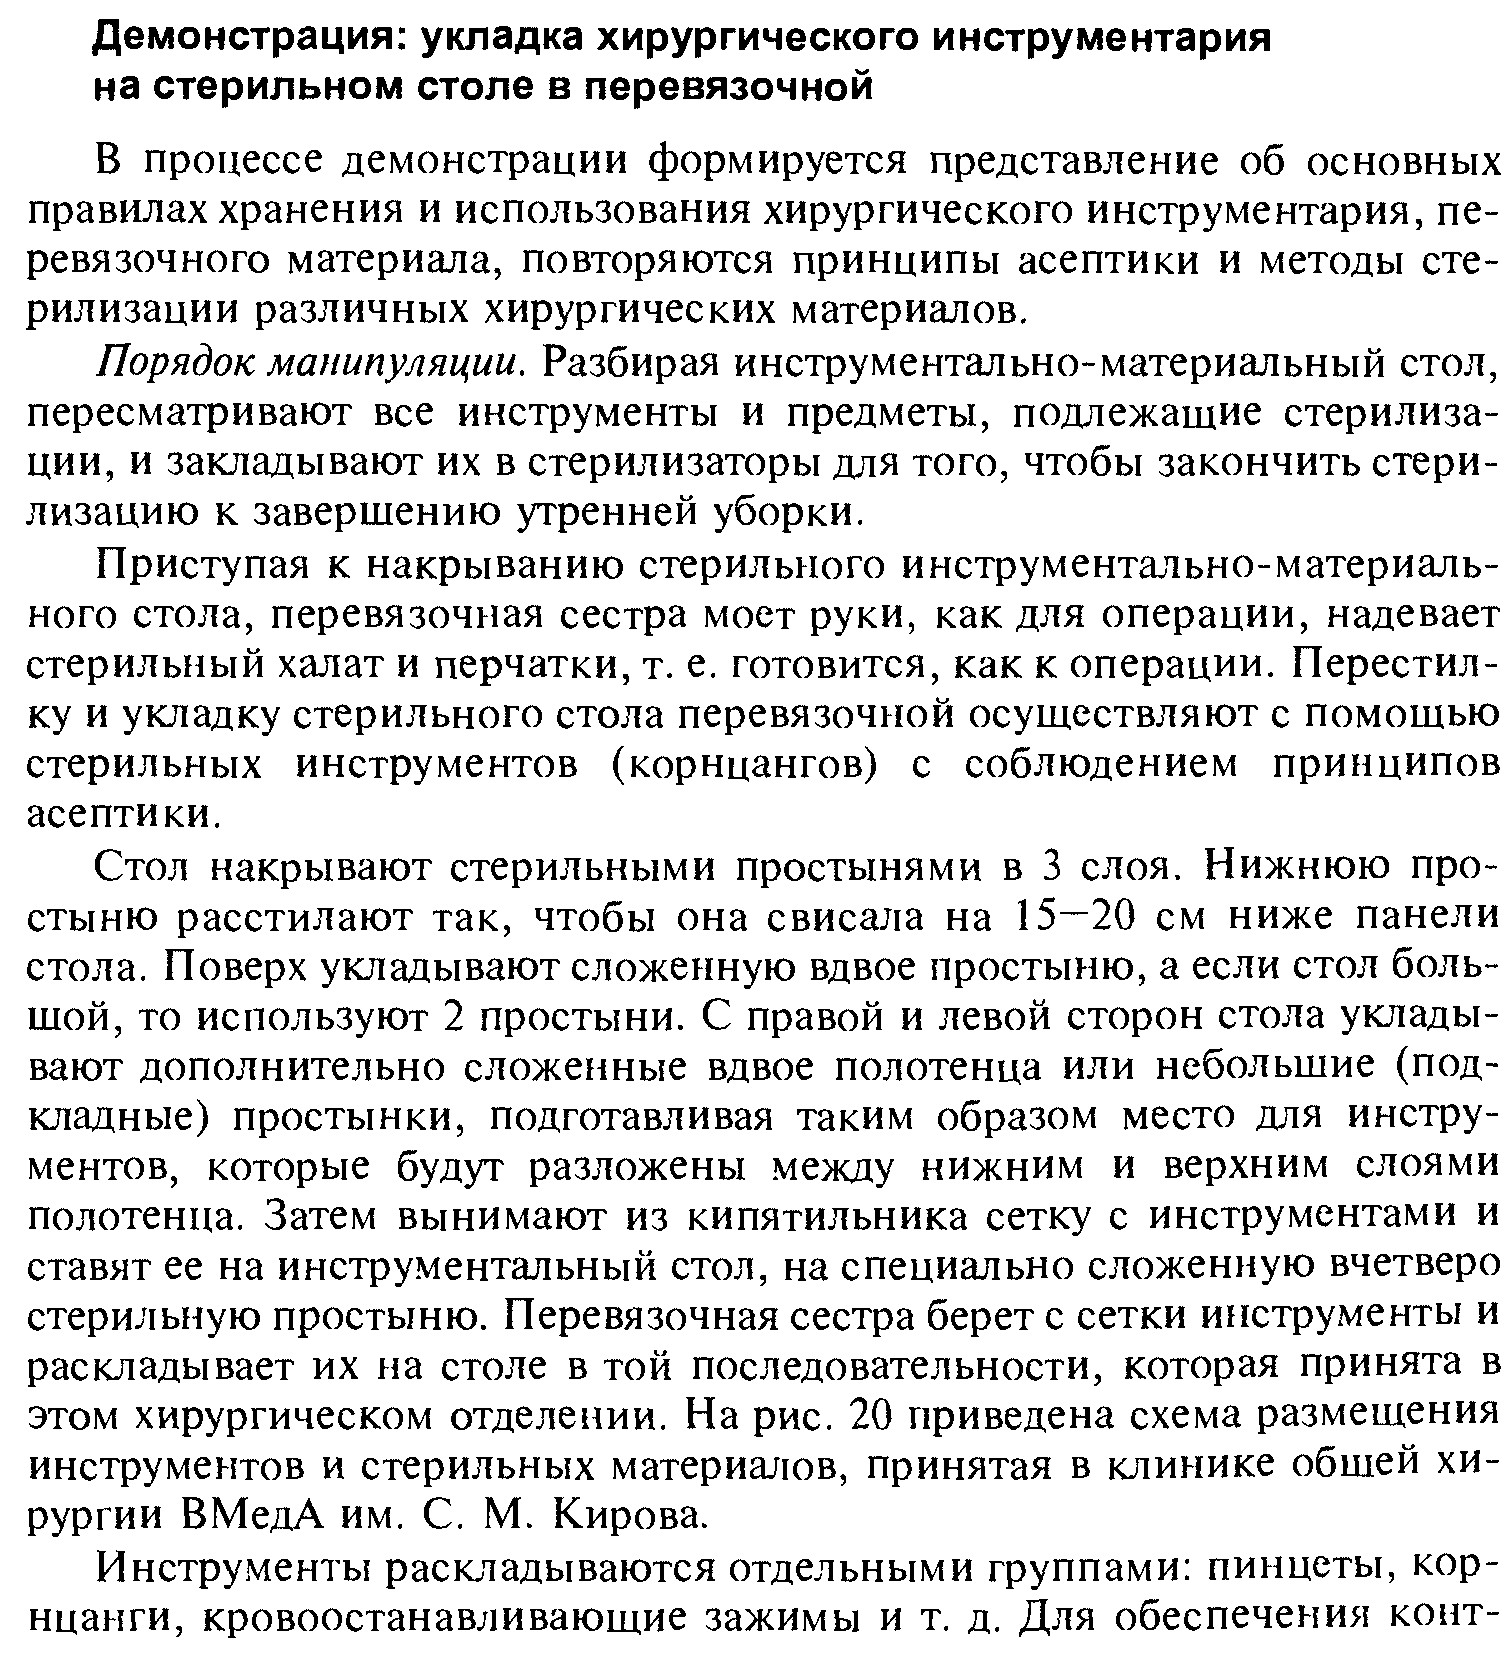 Демонстрация: укладка хирургического инструментария
на стерильном столе в перевязочной
В процессе демонстрации формируется представление об основных
правилах хранения и использования хирургического инструментария, пе-
ревязочного материала, повторяются принципы асептики и методы сте-
рилизации различных хирургических материалов.
Порядок манипуляции. Разбирая инструментально-материальный стол,
пересматривают все инструменты и предметы, подлежащие стерилиза-
ции, и закладывают их в стерилизаторы для того, чтобы закончить стери-
лизацию к завершению утренней уборки.
Приступая к накрыванию стерильного инструментально-материаль-
ного стола, перевязочная сестра моет руки, как для операции, надевает
стерильный халат и перчатки, т. е. готовится, как к операции. Перестил-
ку и укладку стерильного стола перевязочной осуществляют с помощью
стерильных инструментов (корнцангов) с соблюдением принципов
асептики.
Стол накрывают стерильными простынями в 3 слоя. Нижнюю про-
стыню расстилают так, чтобы она свисала на 15—20 см ниже панели
стола. Поверх укладывают сложенную вдвое простыню, а если стол боль-
шой, то используют 2 простыни. С правой и левой сторон стола уклады-
вают дополнительно сложенные вдвое полотенца или небольшие (под-
кладные) простынки, подготавливая таким образом место для инстру-
ментов, которые будут разложены между нижним и верхним слоями
полотенца. Затем вынимают из кипятильника сетку с инструментами и
ставят ее на инструментальный стол, на специально сложенную вчетверо
стерильную простыню. Перевязочная сестра берет с сетки инструменты и
раскладывает их на столе в той последовательности, которая принята в
этом хирургическом отделении. На рис. 20 приведена схема размещения
инструментов и стерильных материалов, принятая в клинике общей хи-
рургии ВМедА им. С. М. Кирова.
Инструменты раскладываются отдельными группами: пинцеты, кор-
нцанги, кровоостанавливающие зажимы и т. д. Для обеспечения конт-